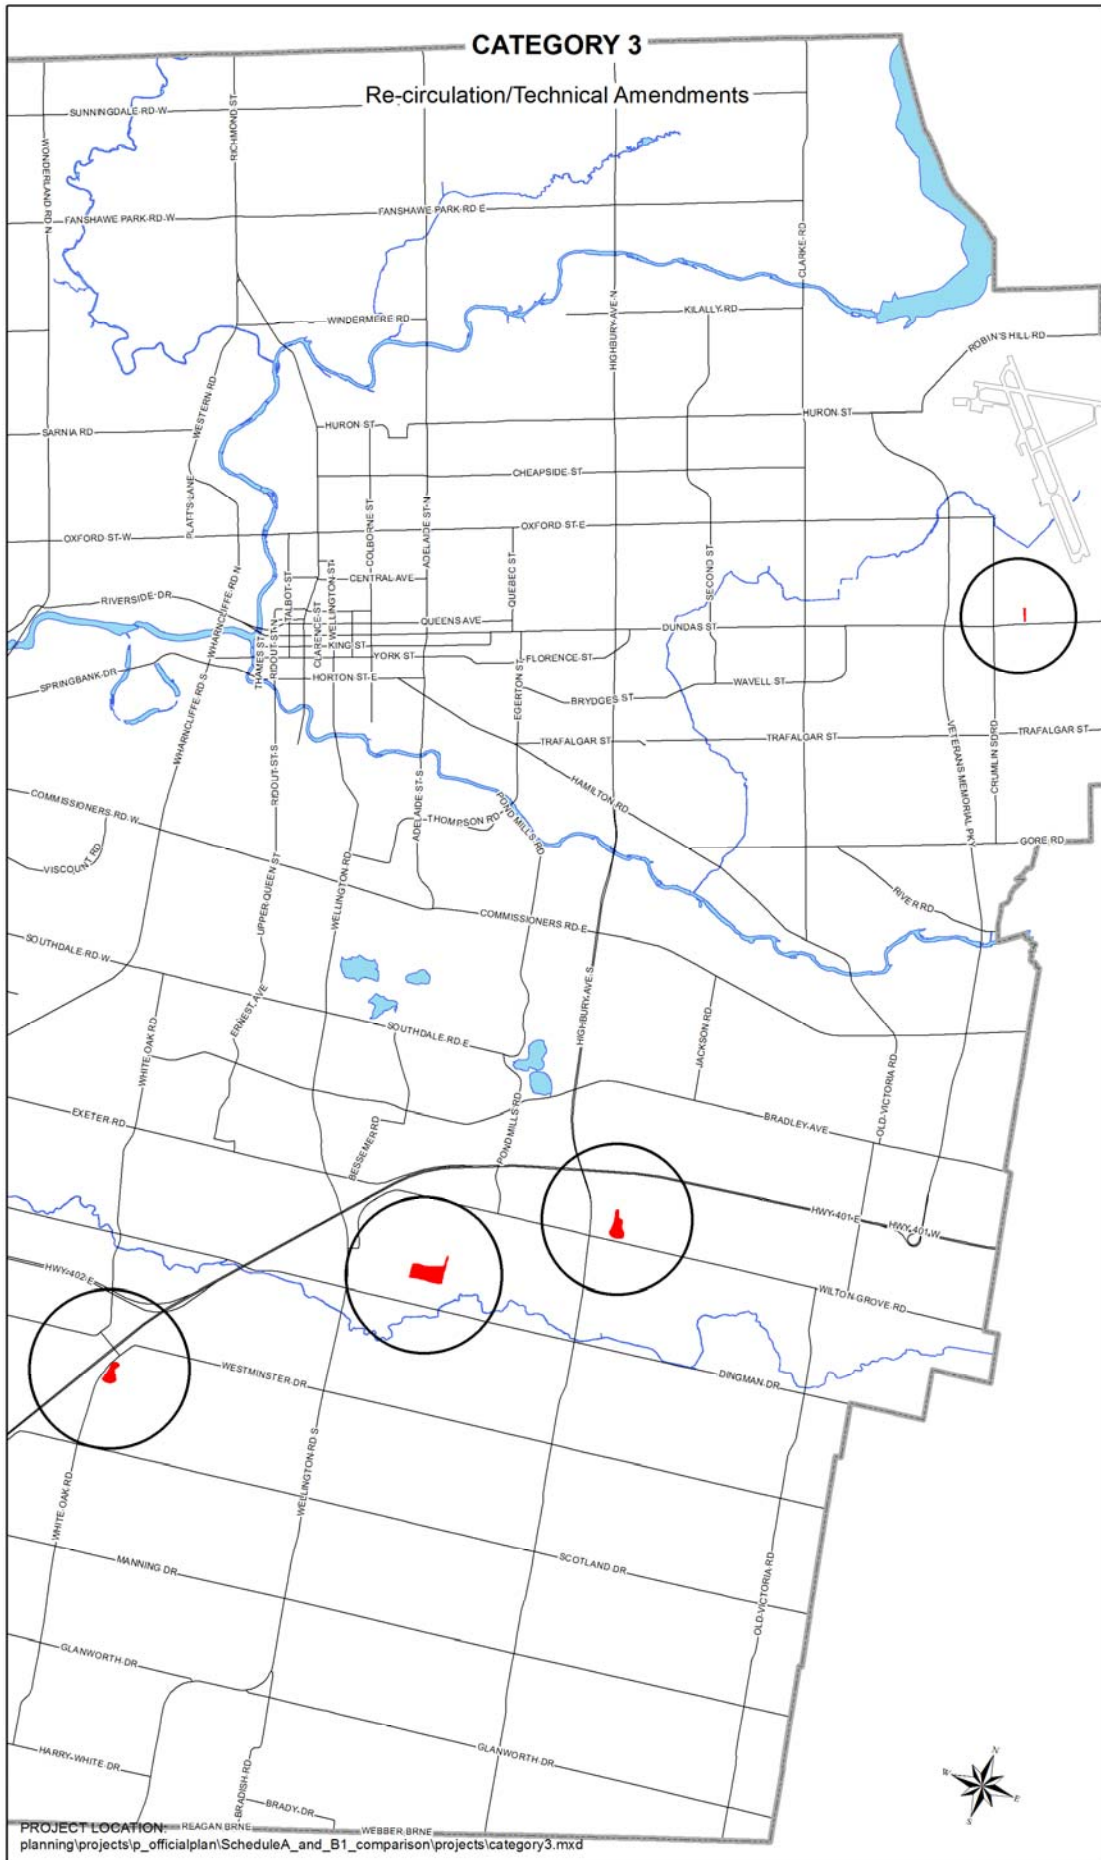 CATEGORY 3
Re-circulation/Technical Amendments
SUNNINGDALE RD W
RICHMOND ST
WONDERLAND RD N
FANSHAWE PARK RD W
FANSHAWE PARK RD E
CLARKE RD
HIGHBURY AVE N
WINDERMERE RD
KILALLY RD
ROBIN'S HILL RD
WESTERN RD
SARNIA RD
HURON ST
HURON ST
CHEAPSIDE ST
PLATT'S LANE
COLBORNE ST
ADELAIDE ST N
OXFORD ST W
OXFORD ST E
QUEBEC ST
SECOND ST
CENTRAL AVE
TALBOT ST
WELLINGTON ST
CLARENCE ST
RIVERSIDE DR
WHARNCLIFFE RD N
QUEENS AVE
DUNDAS ST
KING ST
YORK ST
FLORENCE ST
THAMES ST
RIDOUT ST N
HORTON ST E
SPRINGBANK DR
WAVELL ST
EGERTON ST
BRYDGES ST
WHARNCLIFFE RD S
RIDOUT ST S
TRAFALGAR ST
TRAFALGAR ST
TRAFALGAR ST
VETERANS MEMORIAL PKY
CRUMLIN SDRD
HAMILTON RD
COMMISSIONERS RD W
ADELAIDE ST S
THOMPSON RD
POND MILLS RD
GORE RD
VISCOUNT RD
UPPER QUEEN ST
WELLINGTON RD
RIVER RD
COMMISSIONERS RD E
SOUTHDALE RD W
HIGHBURY AVE S
ERNEST AVE
WHITE OAK RD
SOUTHDALE RD E
JACKSON RD
OLD VICTORIA RD
EXETER RD
BESSEMER RD
POND MILLS RD
BRADLEY AVE
HWY 401 E
HWY 401 W
HWY 402 E
WILTON GROVE RD
WESTMINSTER DR
DINGMAN DR
WELLINGTON RD S
WHITE OAK RD
MANNING DR
SCOTLAND DR
OLD VICTORIA RD
GLANWORTH DR
GLANWORTH DR
HARRY WHITE DR
BRADISH RD
BRADY DR
N
W
E
S
REAGAN BRNE
WEBBER BRNE
PROJECT LOCATION:
planning\projects\p_officialplan\ScheduleA_and_B1_comparison\projects\category3.mxd